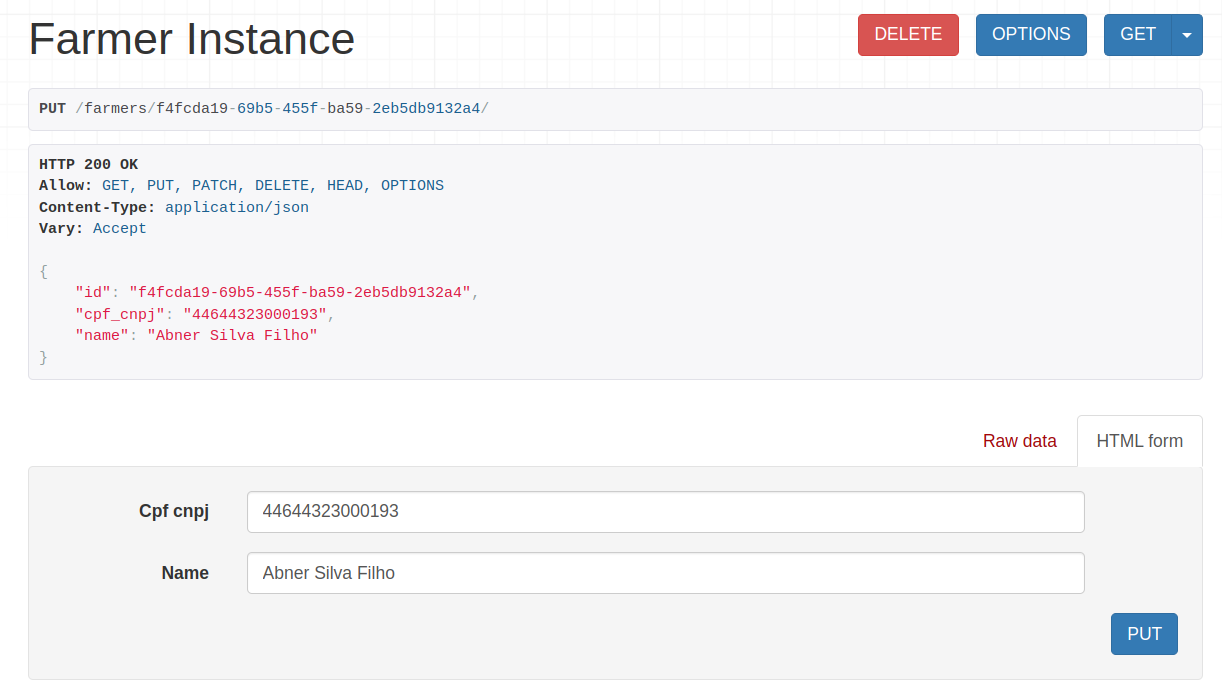 Farmer Instance
DELETE
OPTIONS
GET
PUT /farmers/f4fcda19-69b5-455f-ba59-2eb5db9132a4/
HTTP 200 OK
Allow: GET, PUT, PATCH, DELETE, HEAD, OPTIONS
Content-Type: application/json
Vary: Accept
{
    "id": "f4fcda19-69b5-455f-ba59-2eb5db9132a4",
    "cpf_cnpj": "44644323000193",
    "name": "Abner Silva Filho"
}
Raw data
HTML form
Cpf cnpj
44644323000193
Name
Abner Silva Filho
PUT